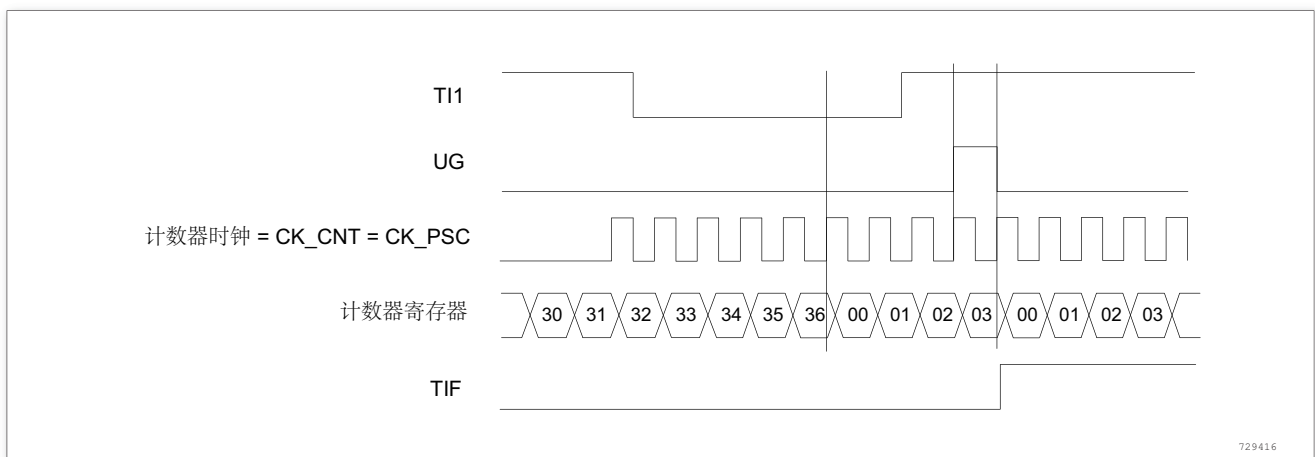 TI1
UG
计数器时钟 = CK_CNT = CK_PSC
计数器寄存器 30 31 32 33 34 35 36 00 01 02 03 00 01 02 03
TIF
729416